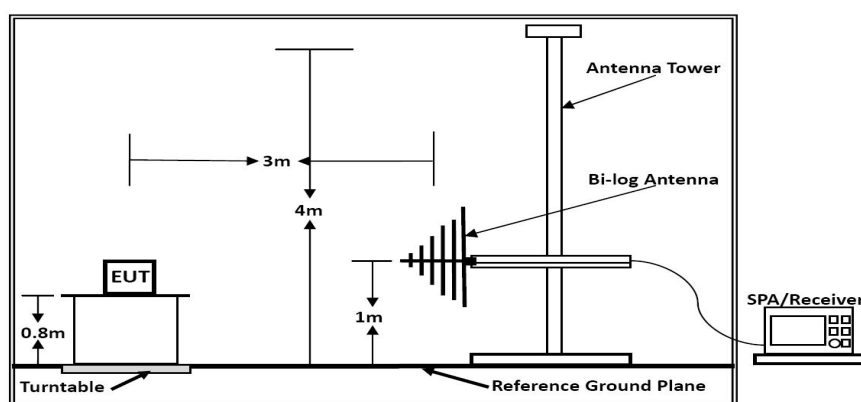 Antenna Tower
3m
Bi-log Antenna
4m
EUT
SPA/Receiver
0.8m
1m
Turntable
Reference Ground Plane